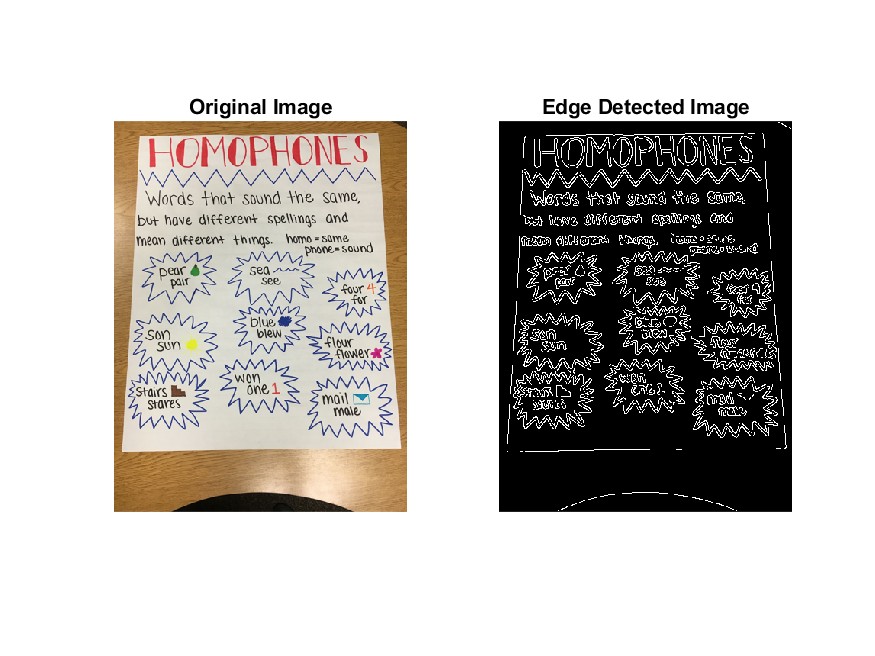 Original Image
HOMOPHONES
Words that sound the same,
but have different spellings and
mean different things. homo = same
phone = sound
pear
pair
sea
see
four 4
for
son
sun
blue
blew
flour
flower
stairs
stares
won
one 1
mail
male
Edge Detected Image
HOMOPHONES
Words that sound the same,
but have different spellings and
mean different things. homo = same
phone = sound
pear
pair
sea
see
four 4
for
son
sun
blue
blew
flour
flower
stairs
stares
won
one 1
mail
male